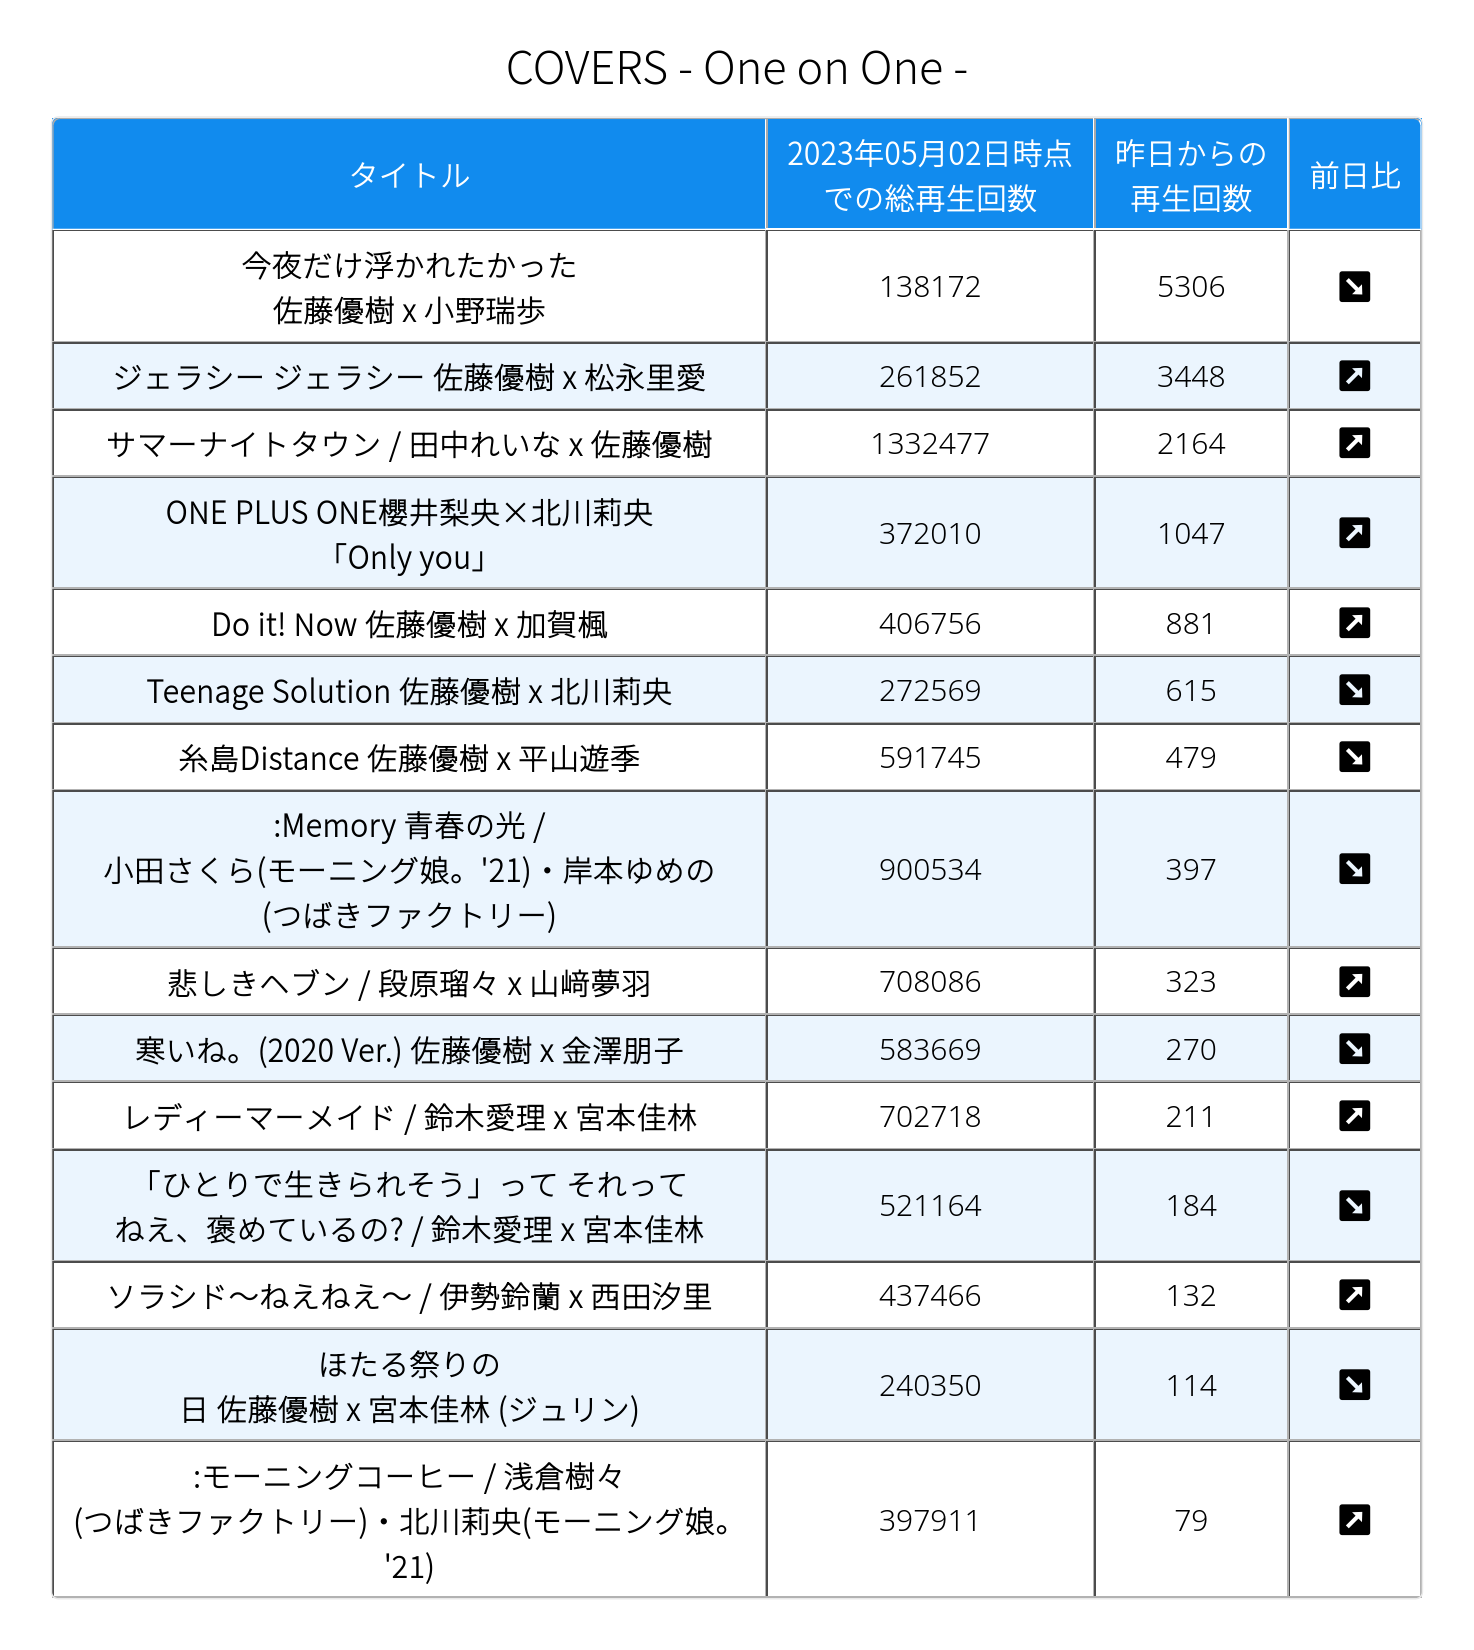 COVERS - One on One -
タイトル
2023年05月02日時点
での総再生回数
昨日からの
再生回数
前日比
今夜だけ浮かれたかった
佐藤優樹 x 小野瑞歩
138172
5306
ジェラシー ジェラシー 佐藤優樹 x 松永里愛
261852
3448
サマーナイトタウン / 田中れいな x 佐藤優樹
1332477
2164
ONE PLUS ONE櫻井梨央×北川莉央
「Only you」
372010
1047
Do it! Now 佐藤優樹 x 加賀楓
406756
881
Teenage Solution 佐藤優樹 x 北川莉央
272569
615
糸島Distance 佐藤優樹 x 平山遊季
591745
479
:Memory 青春の光 /
小田さくら(モーニング娘。'21)・岸本ゆめの
(つばきファクトリー)
900534
397
悲しきヘブン / 段原瑠々 x 山﨑夢羽
708086
323
寒いね。(2020 Ver.) 佐藤優樹 x 金澤朋子
583669
270
レディーマーメイド / 鈴木愛理 x 宮本佳林
702718
211
「ひとりで生きられそう」って それって
ねえ、褒めているの? / 鈴木愛理 x 宮本佳林
521164
184
ソラシド〜ねえねえ〜 / 伊勢鈴蘭 x 西田汐里
437466
132
ほたる祭りの
日 佐藤優樹 x 宮本佳林 (ジュリン)
240350
114
:モーニングコーヒー / 浅倉樹々
(つばきファクトリー)・北川莉央(モーニング娘。
'21)
397911
79